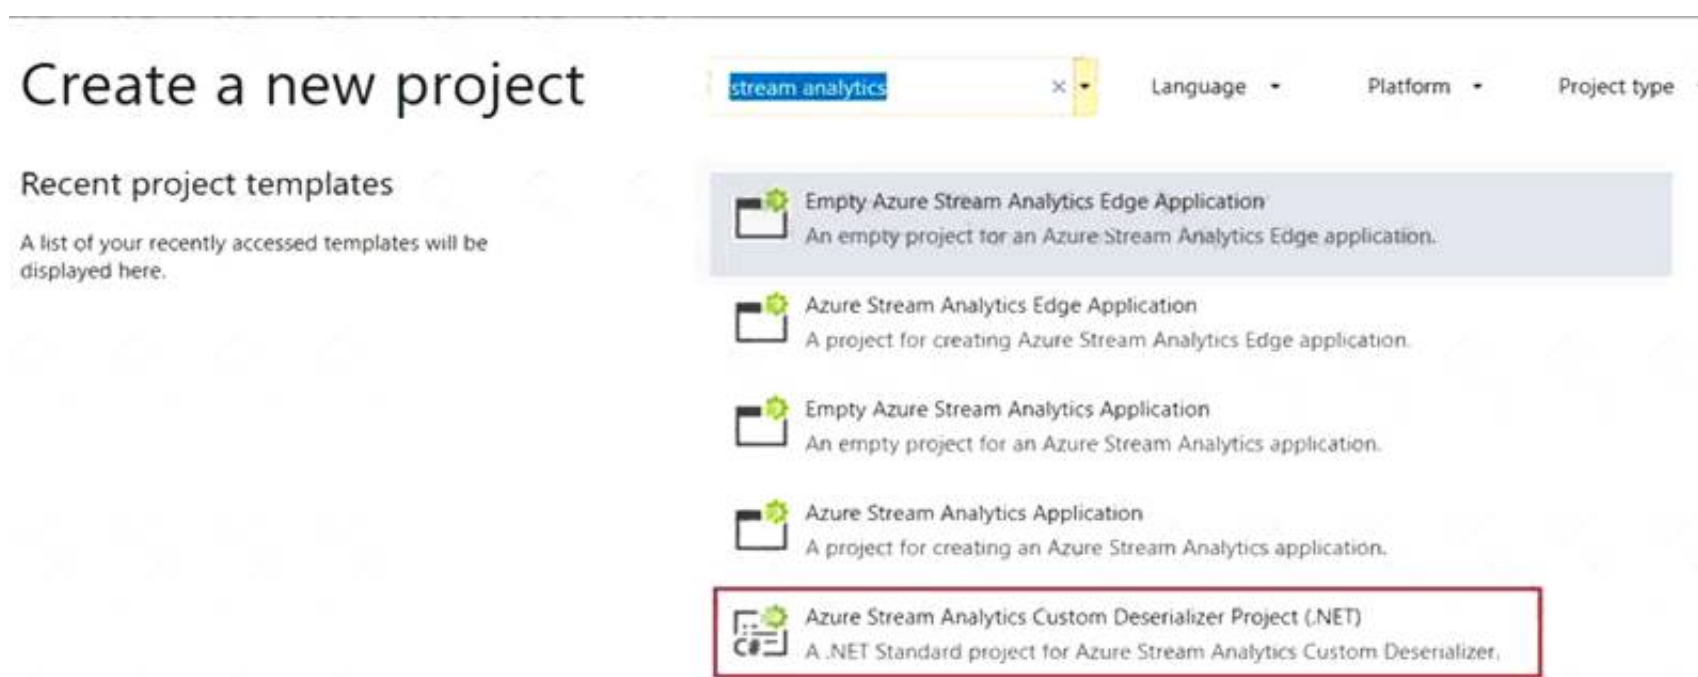 Create a new project
stream analytics
Language
Platform
Project type
Recent project templates
A list of your recently accessed templates will be
displayed here.
Empty Azure Stream Analytics Edge Application
An empty project for an Azure Stream Analytics Edge application.
Azure Stream Analytics Edge Application
A project for creating Azure Stream Analytics Edge application.
Empty Azure Stream Analytics Application
An empty project for an Azure Stream Analytics application.
Azure Stream Analytics Application
A project for creating an Azure Stream Analytics application.
C#
Azure Stream Analytics Custom Deserializer Project (.NET)
A .NET Standard project for Azure Stream Analytics Custom Deserializer.